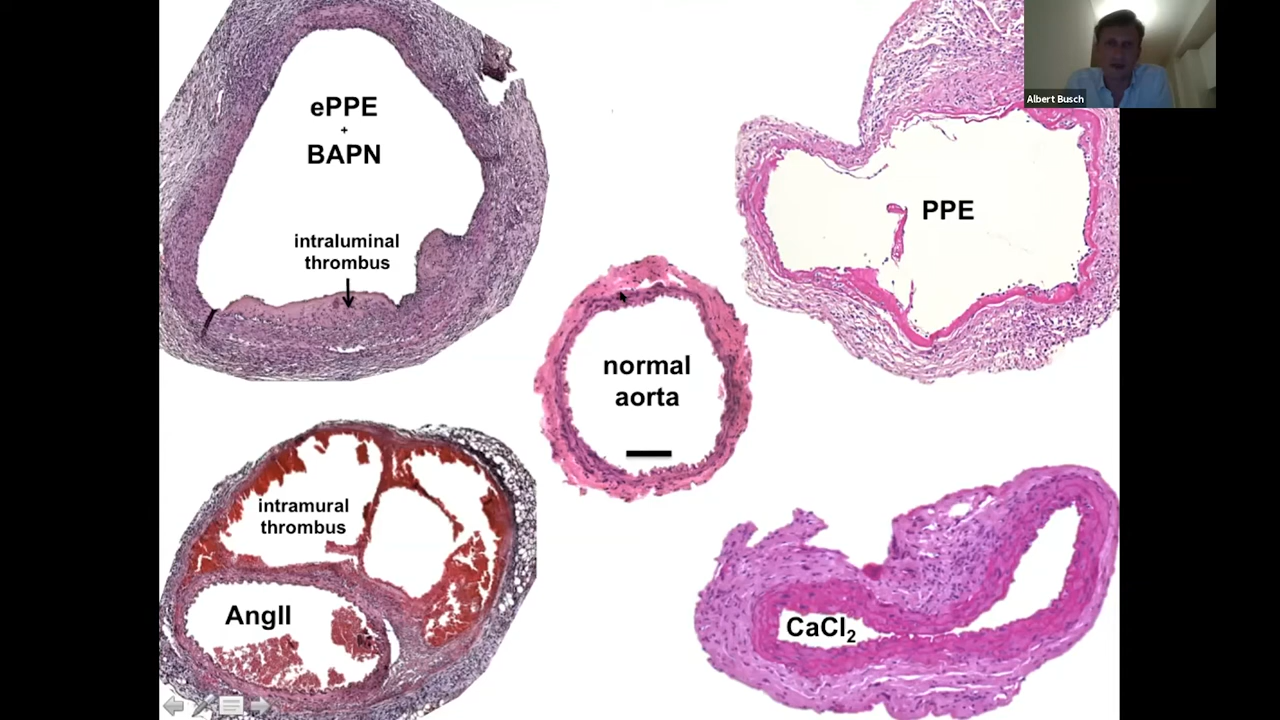 ePPE
+
BAPN
intraluminal
thrombus
PPE
Albert Busch
normal
aorta
intramural
thrombus
AngII
CaCl₂